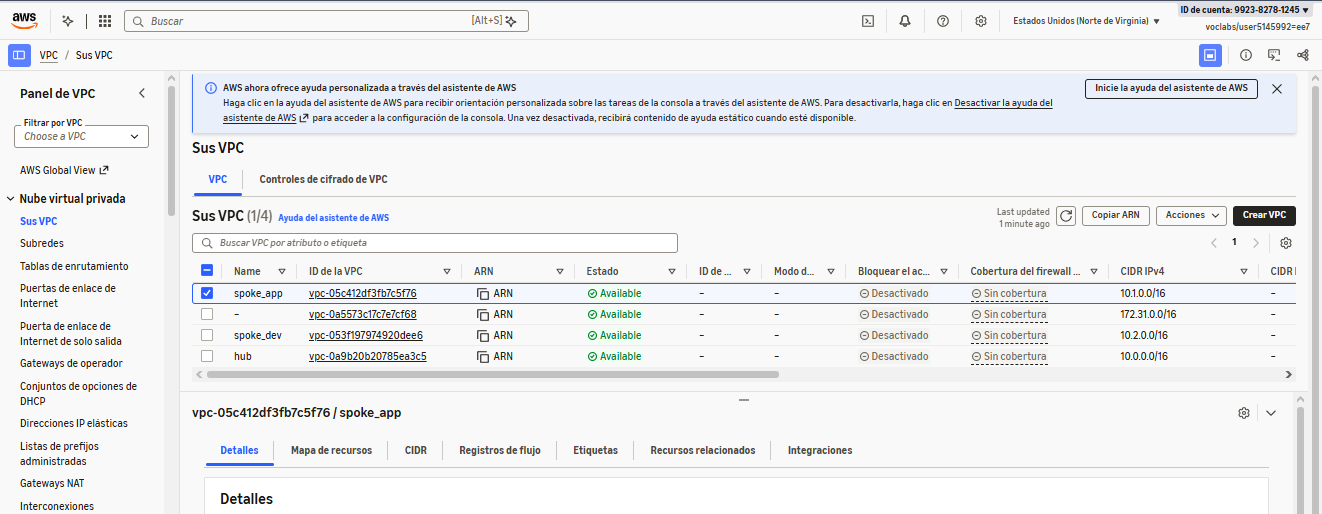 aws
Buscar
[Alt+S]
Estados Unidos (Norte de Virginia) ▼
ID de cuenta: 9923-8278-1245 ▼
voclabs/user5145992=ee7
VPC / Sus VPC
Panel de VPC
Filtrar por VPC
Choose a VPC
AWS Global View
Nube virtual privada
Sus VPC
Subredes
Tablas de enrutamiento
Puertas de enlace de
Internet
Puerta de enlace de
Internet de solo salida
Gateways de operador
Conjuntos de opciones de
DHCP
Direcciones IP elásticas
Listas de prefijos
administradas
Gateways NAT
Interconexiones
AWS ahora ofrece ayuda personalizada a través del asistente de AWS
Haga clic en la ayuda del asistente de AWS para recibir orientación personalizada sobre las tareas de la consola a través del asistente de AWS. Para desactivarla, haga clic en Desactivar la ayuda del
asistente de AWS para acceder a la configuración de la consola. Una vez desactivada, recibirá contenido de ayuda estático cuando esté disponible.
Inicie la ayuda del asistente de AWS
Sus VPC
VPC Controles de cifrado de VPC
Sus VPC (1/4) Ayuda del asistente de AWS
Last updated
1 minute ago
Copiar ARN
Acciones
Crear VPC
Buscar VPC por atributo o etiqueta
1
Name ID de la VPC ARN Estado ID de ... Modo d... Bloquear el ac... Cobertura del firewall ... CIDR IPv4 CIDR I
spoke_app vpc-05c412df3fb7c5f76 ARN Available – – Desactivado Sin cobertura 10.1.0.0/16 –
– vpc-0a5573c17c7e7cf68 ARN Available – – Desactivado Sin cobertura 172.31.0.0/16 –
spoke_dev vpc-053f197974920dee6 ARN Available – – Desactivado Sin cobertura 10.2.0.0/16 –
hub vpc-0a9b20b20785ea3c5 ARN Available – – Desactivado Sin cobertura 10.0.0.0/16 –
vpc-05c412df3fb7c5f76 / spoke_app
Detalles Mapa de recursos CIDR Registros de flujo Etiquetas Recursos relacionados Integraciones
Detalles